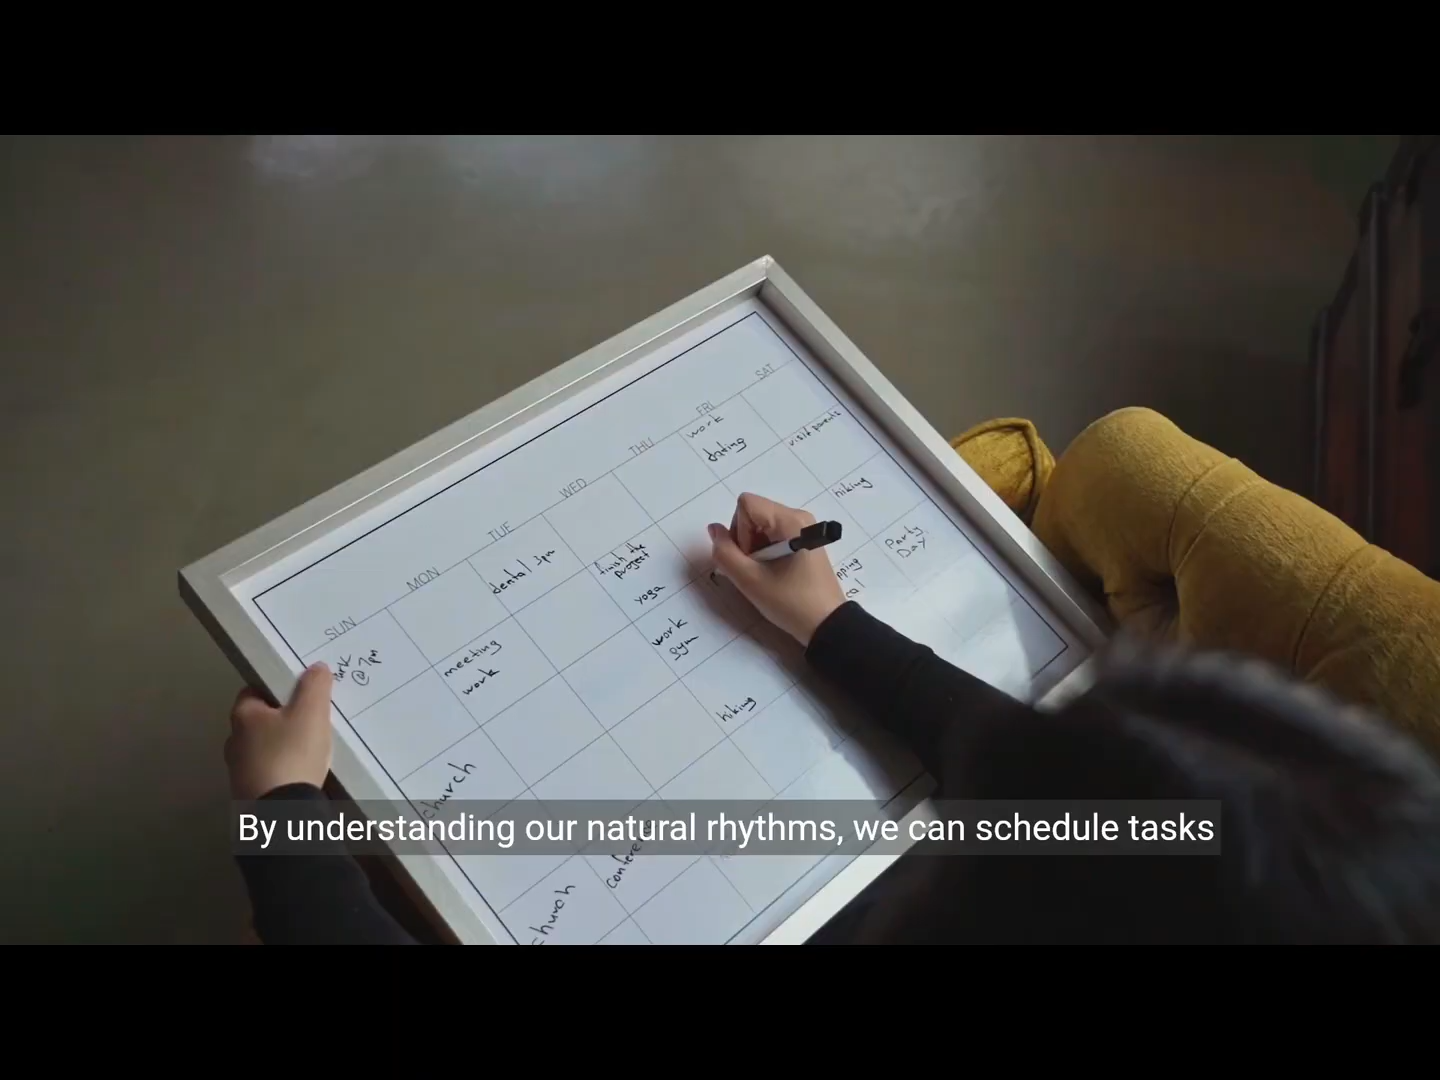 SUN
MON
TUE
WED
THU
FRI
SAT
work
dating
visit parents
hiking
Party
Day
dental 3pm
finish the
project
yoga
work
gym
hiking
@ 7pm
meeting
work
church
church
By understanding our natural rhythms, we can schedule tasks